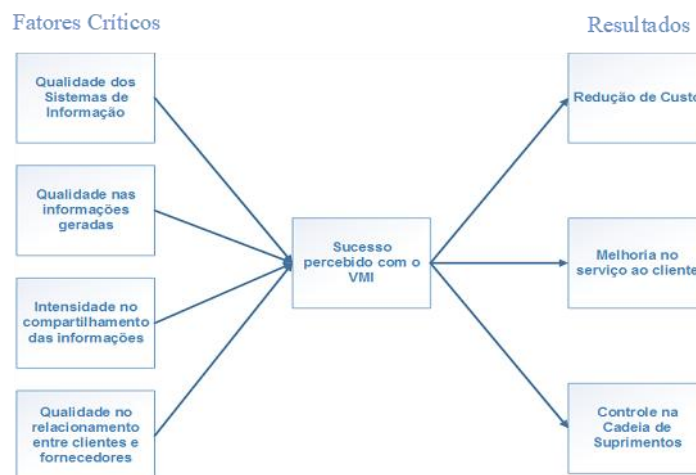 Fatores Críticos
Resultados
Qualidade dos
Sistemas de
Informação
Qualidade nas
informações
geradas
Intensidade no
compartilhamento
das informações
Qualidade no
relacionamento
entre clientes e
fornecedores
Sucesso
percebido com o
VMI
Redução de Custo
Melhoria no
serviço ao cliente
Controle na
Cadeia de
Suprimentos